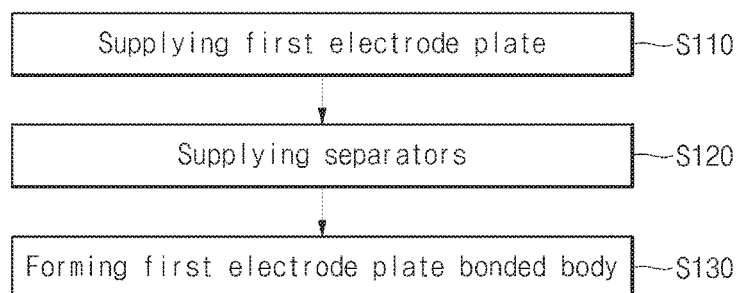 Supplying first electrode plate S110
Supplying separators S120
Forming first electrode plate bonded body S130